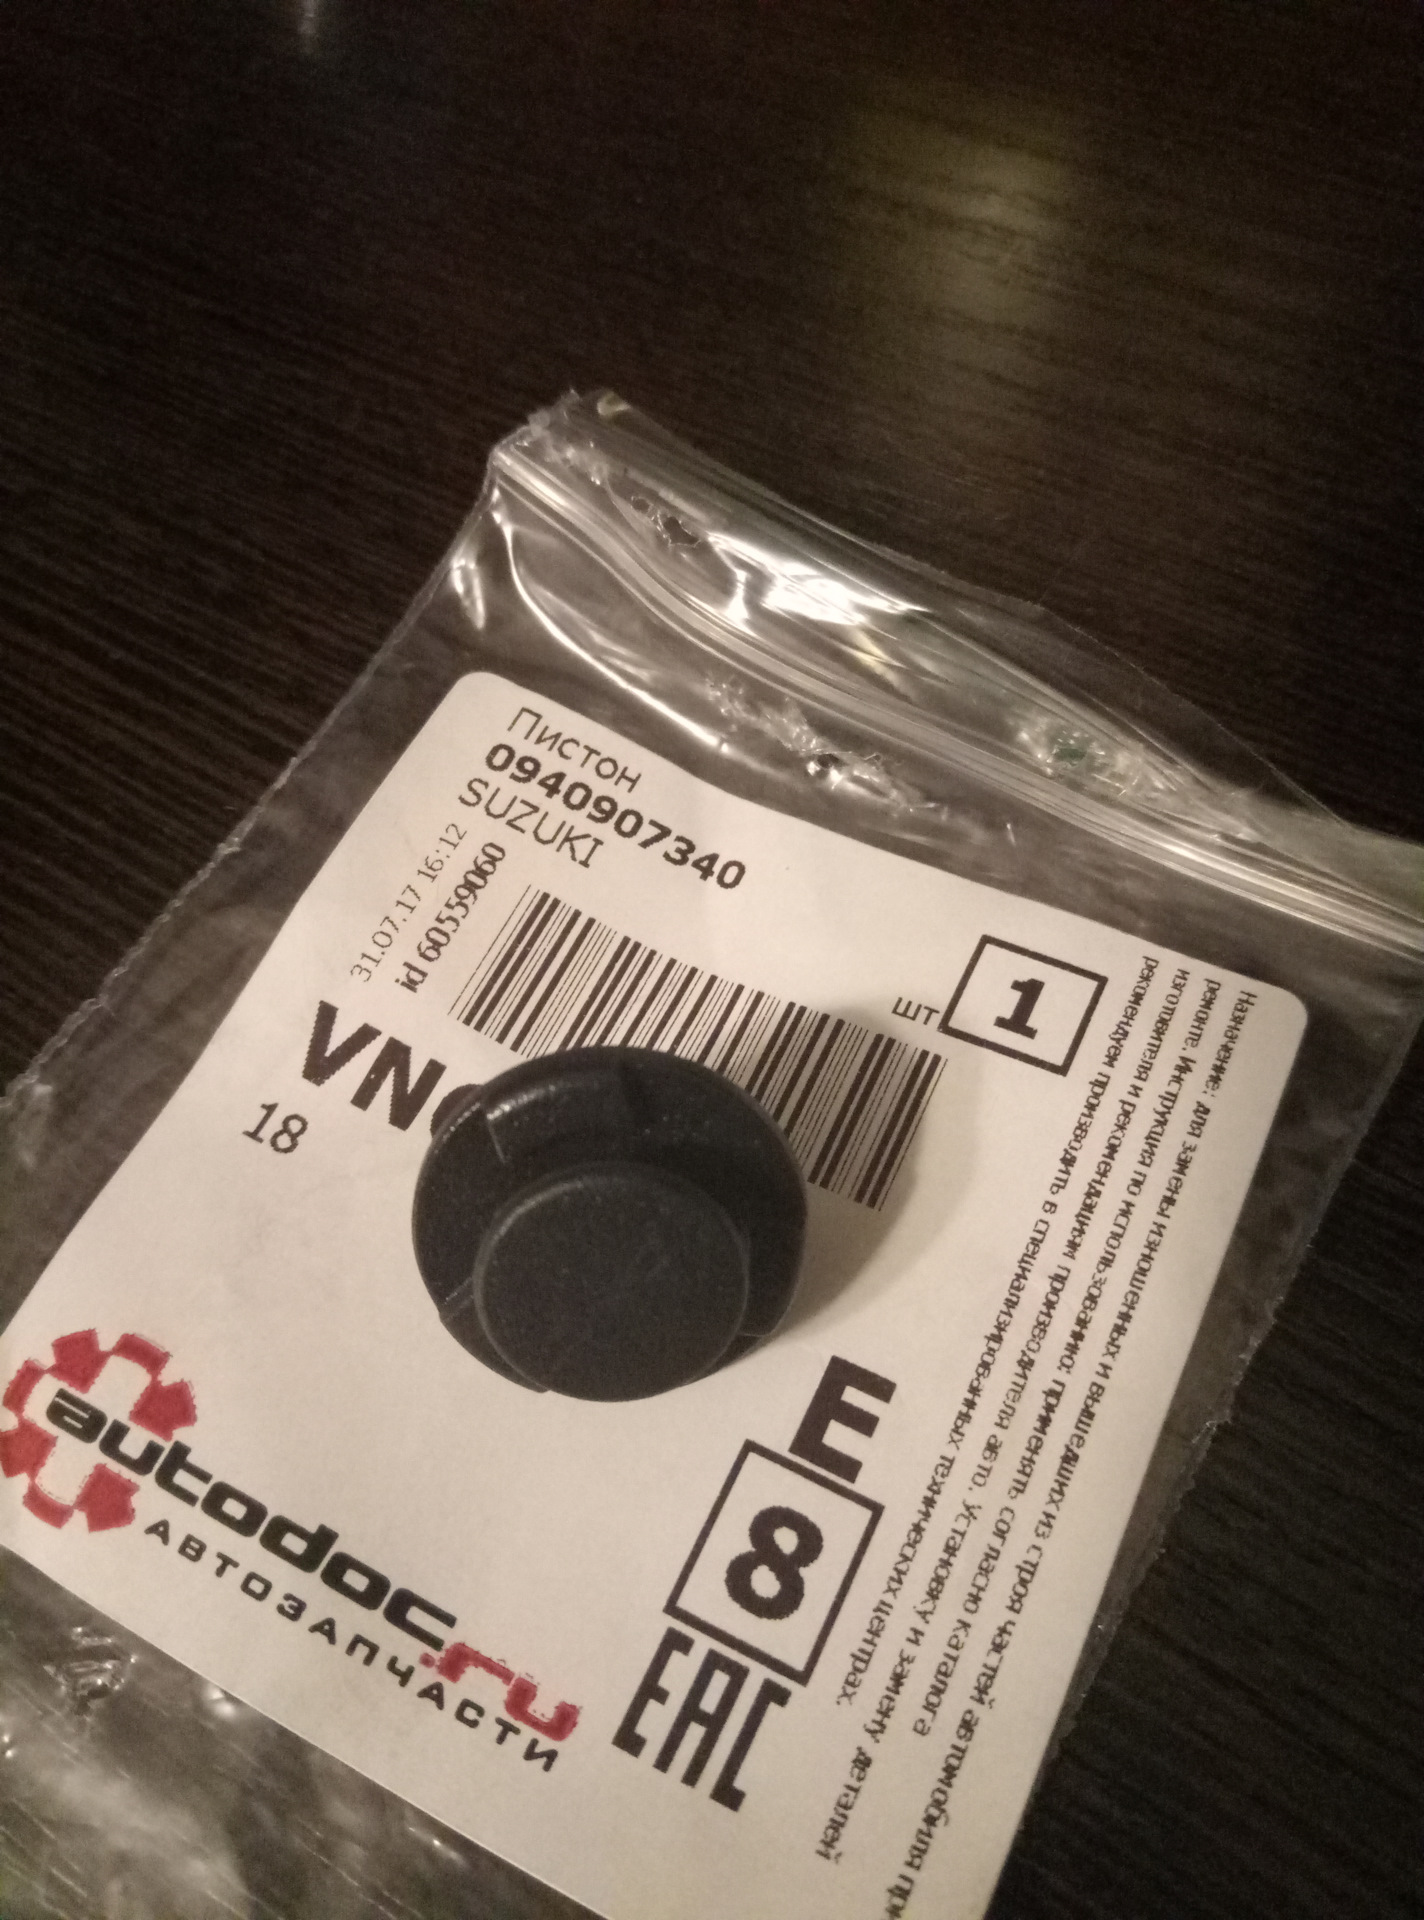 Пистон
0940907340
SUZUKI
31.07.17 16:12
id 60559060
шт.
1
VN
18
E
8
EAC
autodoc.ru
АВТОЗАПЧАСТИ
Назначение: для замены изношенных и вышедших из строя частей автомобиля при
ремонте. Инструкция по использованию: применять согласно каталога
изготовителя и рекомендациям производителя авто. Установку и замену деталей
рекомендуем производить в специализированных технических центрах.